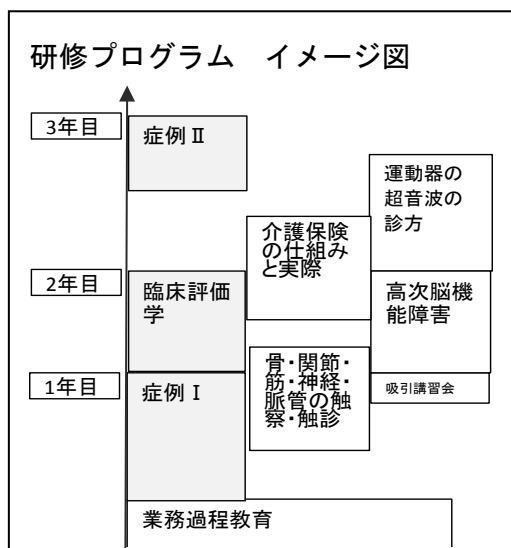 研修プログラム　イメージ図
3年目
症例Ⅱ
運動器の
超音波の
診方
介護保険
の仕組み
と実際
2年目
臨床評価
学
高次脳機
能障害
骨・関節・
筋・神経・
脈管の触
察・触診
1年目
症例Ⅰ
吸引講習会
業務過程教育